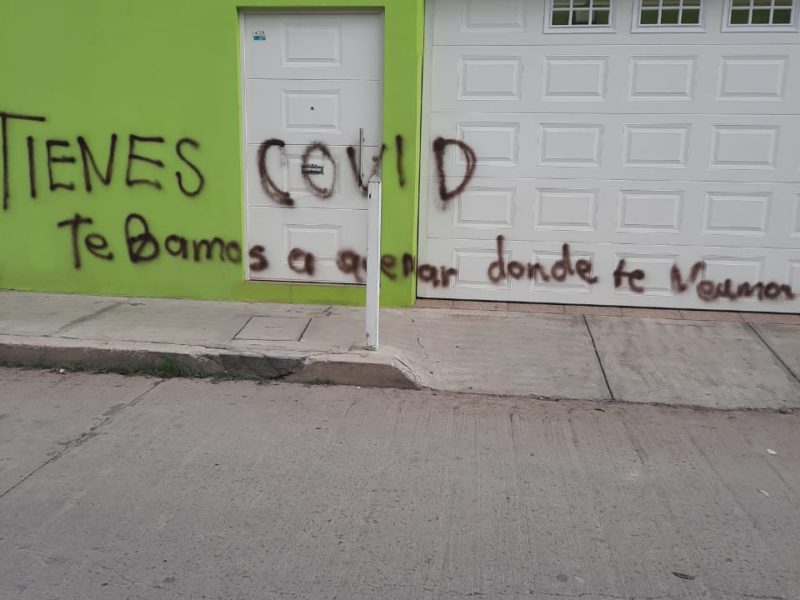 TIENES COVID
Te Bamos a quemar donde te Veamos